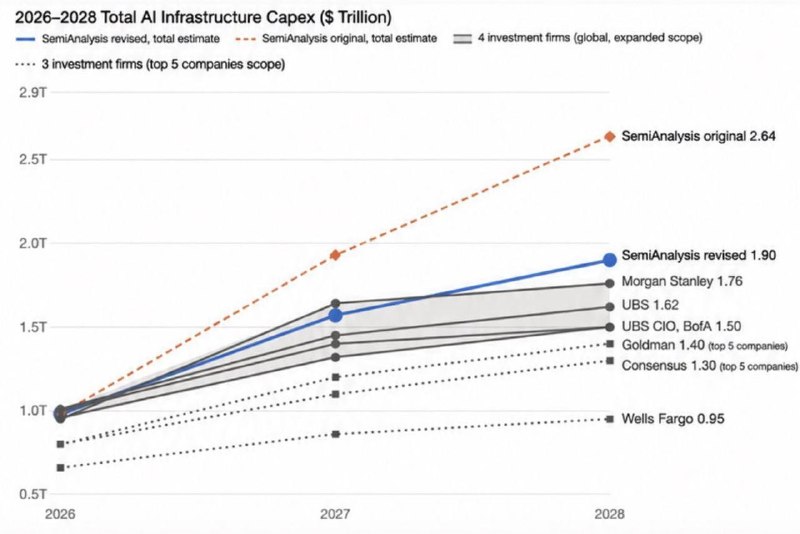 2026–2028 Total AI Infrastructure Capex ($ Trillion)
SemiAnalysis revised, total estimate
SemiAnalysis original, total estimate
4 investment firms (global, expanded scope)
3 investment firms (top 5 companies scope)
2.9T
2.5T
2.0T
1.5T
1.0T
0.5T
SemiAnalysis original 2.64
SemiAnalysis revised 1.90
Morgan Stanley 1.76
UBS 1.62
UBS CIO, BofA 1.50
Goldman 1.40 (top 5 companies)
Consensus 1.30 (top 5 companies)
Wells Fargo 0.95
2026
2027
2028